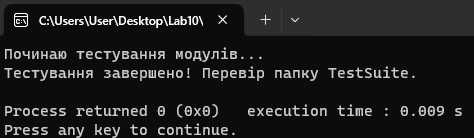 C:\Users\User\Desktop\Lab10\
Починаю тестування модулів...
Тестування завершено! Перевір папку TestSuite.
Process returned 0 (0x0)   execution time : 0.009 s
Press any key to continue.